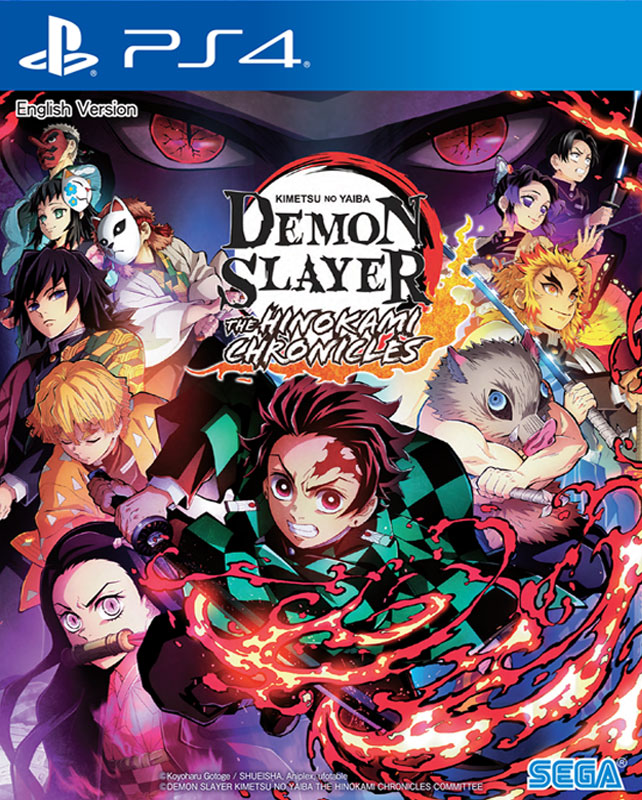 PS4
English Version
KIMETSU NO YAIBA
DEMON
SLAYER
THE HINOKAMI
CHRONICLES
©Koyoharu Gotoge / SHUEISHA, Aniplex, ufotable
©DEMON SLAYER KIMETSU NO YAIBA THE HINOKAMI CHRONICLES COMMITTEE
SEGA®